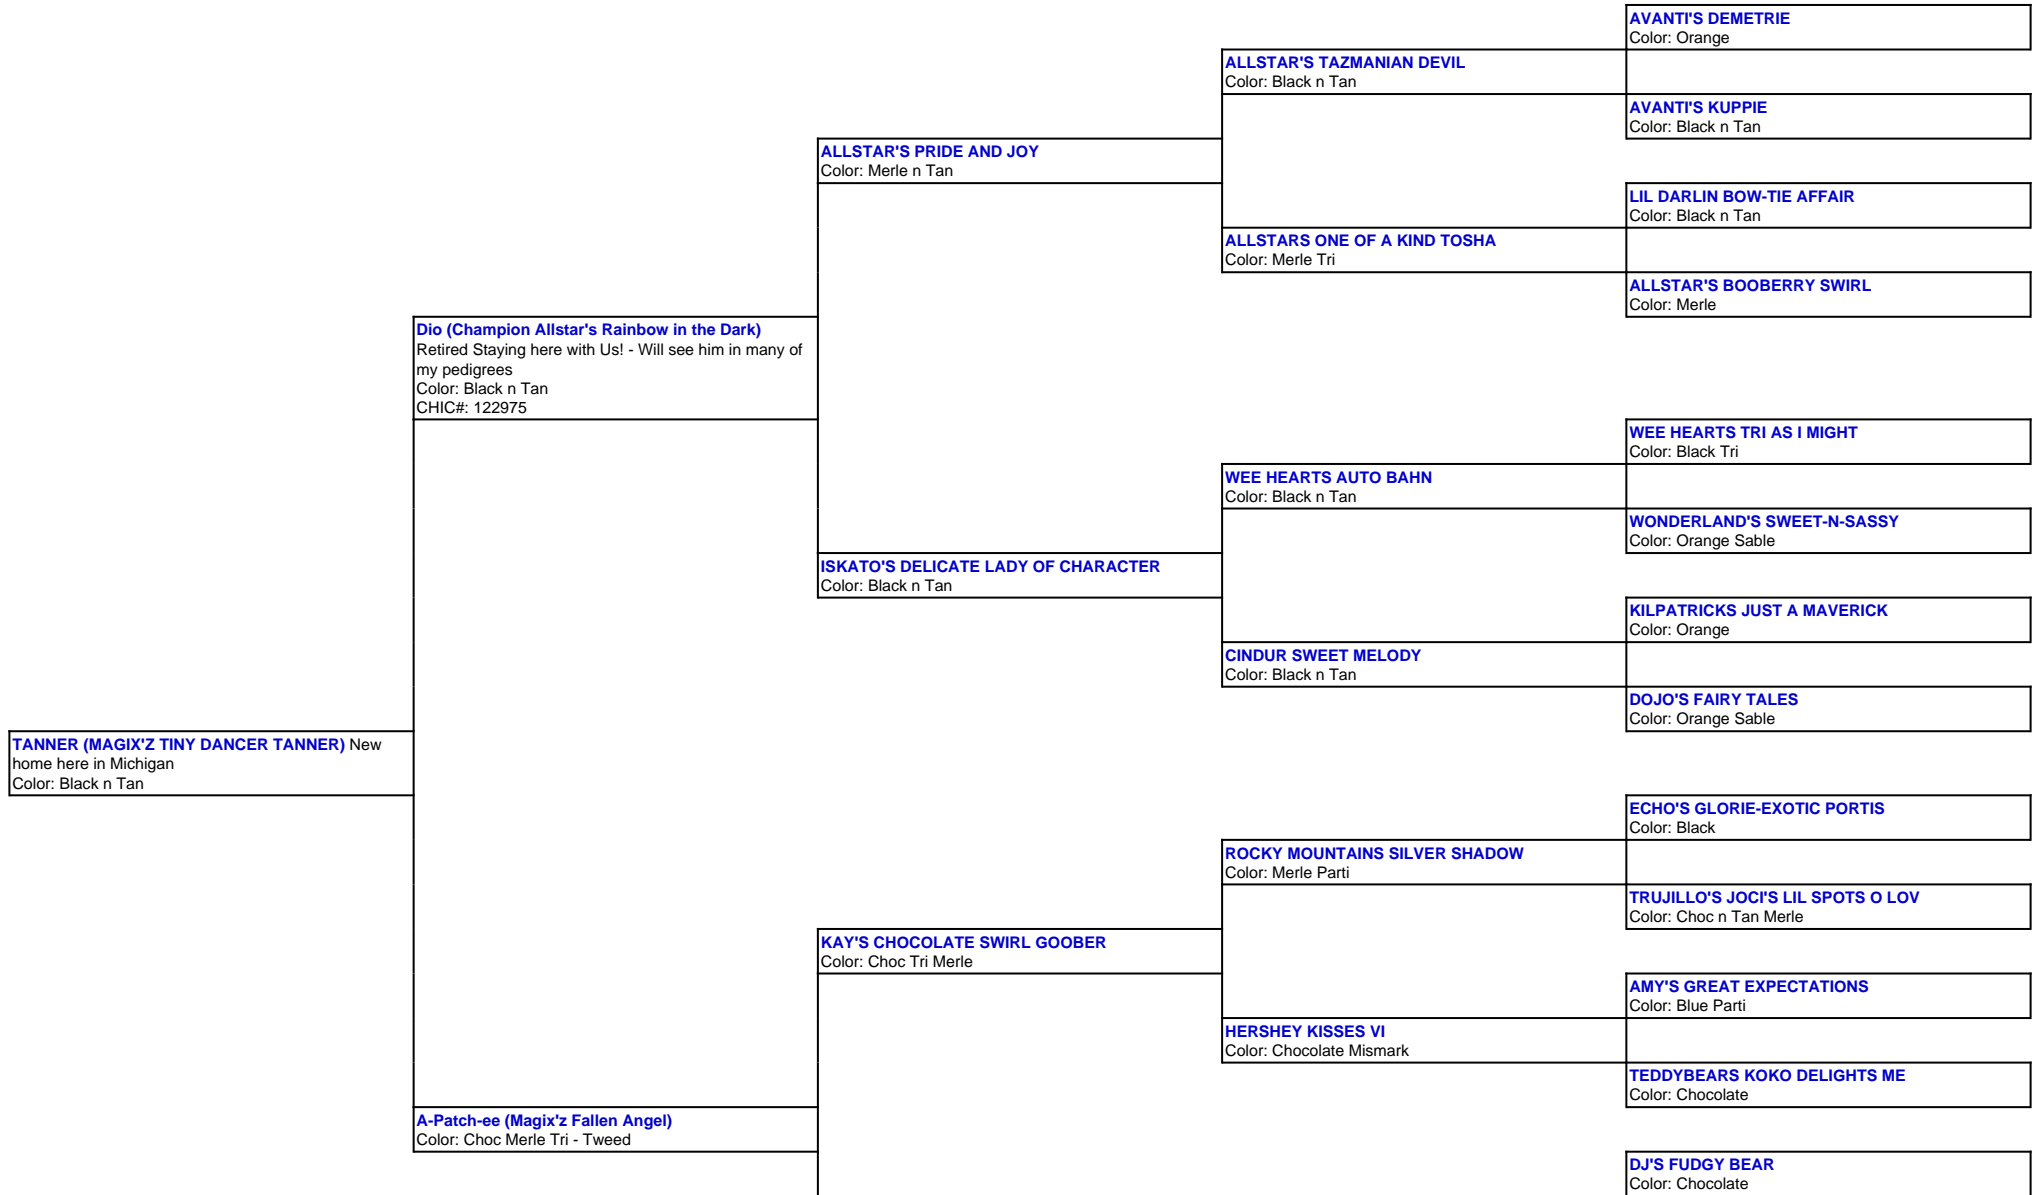 AVANTI'S DEMETRIE
Color: Orange
ALLSTAR'S TAZMANIAN DEVIL
Color: Black n Tan
AVANTI'S KUPPIE
Color: Black n Tan
ALLSTAR'S PRIDE AND JOY
Color: Merle n Tan
LIL DARLIN BOW-TIE AFFAIR
Color: Black n Tan
ALLSTARS ONE OF A KIND TOSHA
Color: Merle Tri
ALLSTAR'S BOOBERRY SWIRL
Color: Merle
Dio (Champion Allstar's Rainbow in the Dark)
Retired Staying here with Us! - Will see him in many of
my pedigrees
Color: Black n Tan
CHIC#: 122975
WEE HEARTS TRI AS I MIGHT
Color: Black Tri
WEE HEARTS AUTO BAHN
Color: Black n Tan
WONDERLAND'S SWEET-N-SASSY
Color: Orange Sable
ISKATO'S DELICATE LADY OF CHARACTER
Color: Black n Tan
KILPATRICKS JUST A MAVERICK
Color: Orange
CINDUR SWEET MELODY
Color: Black n Tan
DOJO'S FAIRY TALES
Color: Orange Sable
TANNER (MAGIX'Z TINY DANCER TANNER) New
home here in Michigan
Color: Black n Tan
ECHO'S GLORIE-EXOTIC PORTIS
Color: Black
ROCKY MOUNTAINS SILVER SHADOW
Color: Merle Parti
TRUJILLO'S JOCI'S LIL SPOTS O LOV
Color: Choc n Tan Merle
KAY'S CHOCOLATE SWIRL GOOBER
Color: Choc Tri Merle
AMY'S GREAT EXPECTATIONS
Color: Blue Parti
HERSHEY KISSES VI
Color: Chocolate Mismark
TEDDYBEARS KOKO DELIGHTS ME
Color: Chocolate
A-Patch-ee (Magix'z Fallen Angel)
Color: Choc Merle Tri - Tweed
DJ'S FUDGY BEAR
Color: Chocolate